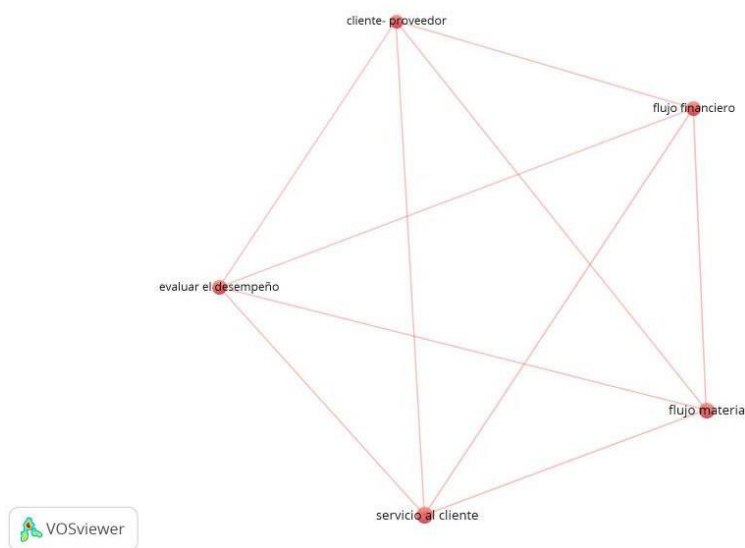 cliente- proveedor
flujo financiero
evaluar el desempeño
flujo materia
servicio al cliente
VOSviewer